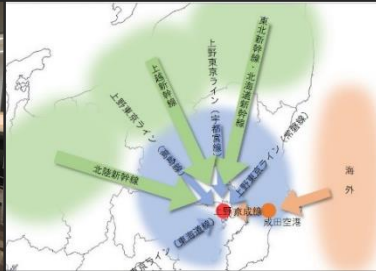 東北新幹線・北海道新幹線
上野東京ライン（宇都宮線）
上越新幹線
上野東京ライン（高崎線）
上野東京ライン（常磐線）
北陸新幹線
海外
上野
京成線
成田空港
（東海道線）